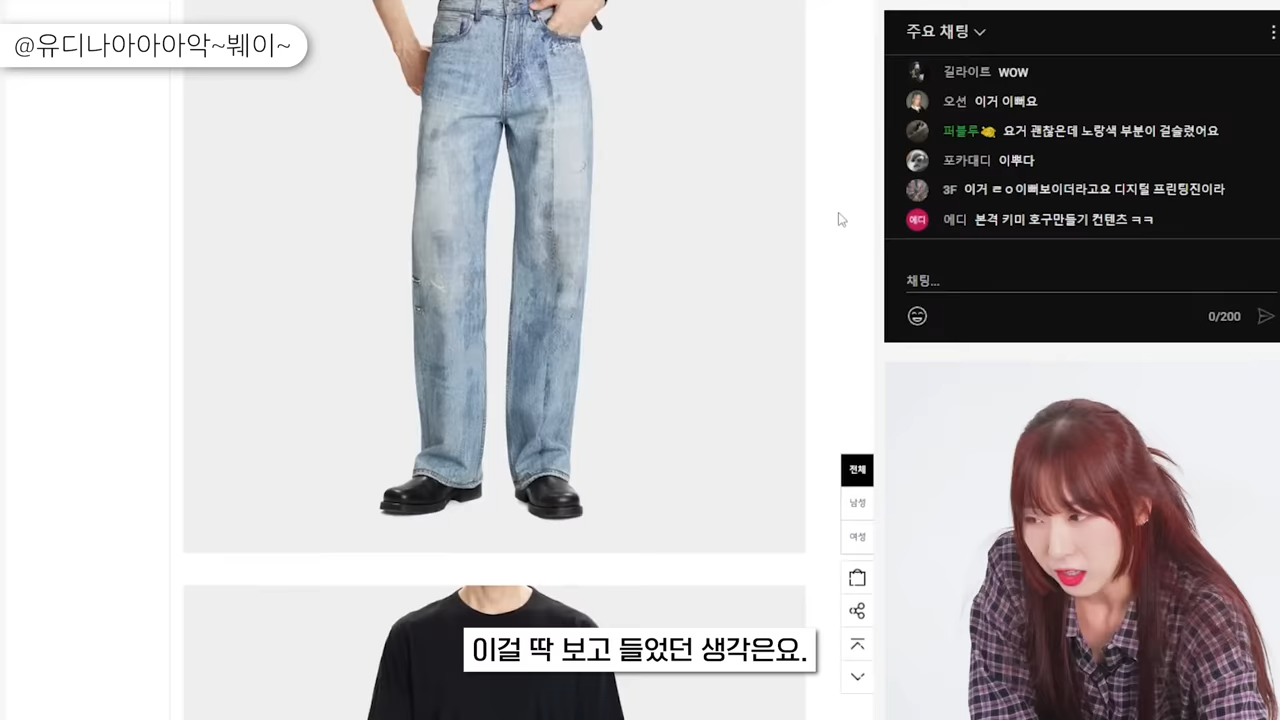 @유디나아아아악~붸이~
주요 채팅
길라이트 WOW
오션 이거 이뻐요
퍼블루 요거 괜찮은데 노랑색 부분이 걸슬렸어요
포카대디 이뿌다
3F 이거 ㄹㅇ이뻐보이더라고요 디지털 프린팅진이라
에디 에디 본격 키미 호구만들기 컨텐츠 ㅋㅋ
채팅...
0/200
전체
남성
여성
이걸 딱 보고 들었던 생각은요.